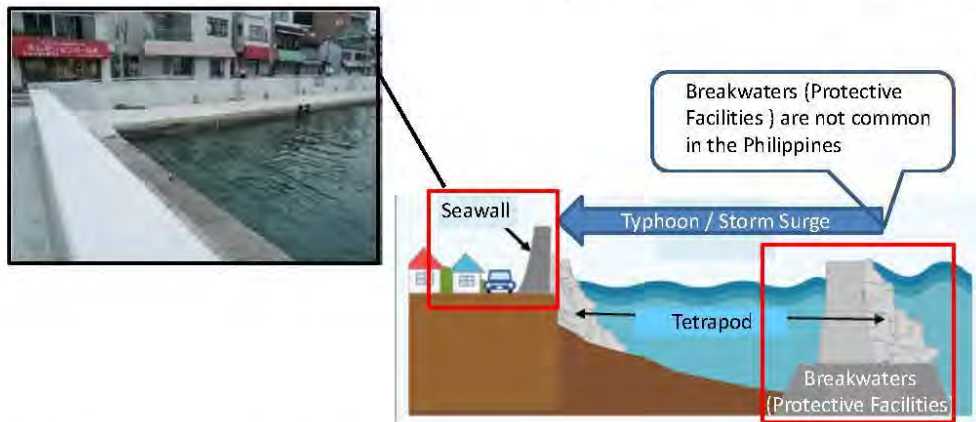 Breakwaters (Protective
Facilities ) are not common
in the Philippines
Seawall
Typhoon / Storm Surge
Tetrapod
Breakwaters
(Protective Facilities)